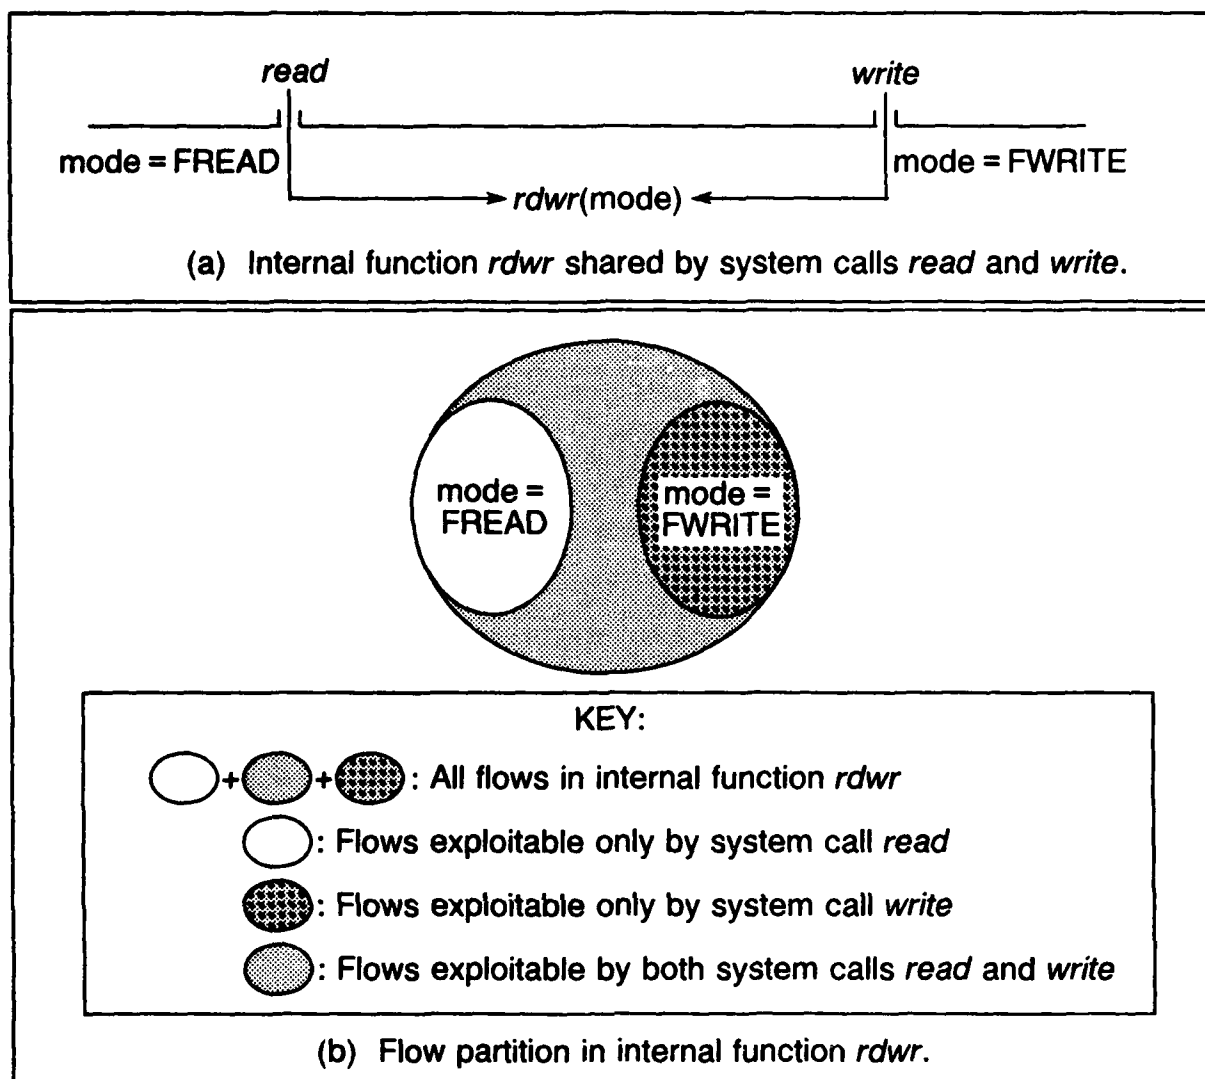 read write
mode = FREAD mode = FWRITE
rdwr(mode)
(a) Internal function rdwr shared by system calls read and write.
mode =
FREAD
mode =
FWRITE
KEY:
+ + : All flows in internal function rdwr
: Flows exploitable only by system call read
: Flows exploitable only by system call write
: Flows exploitable by both system calls read and write
(b) Flow partition in internal function rdwr.